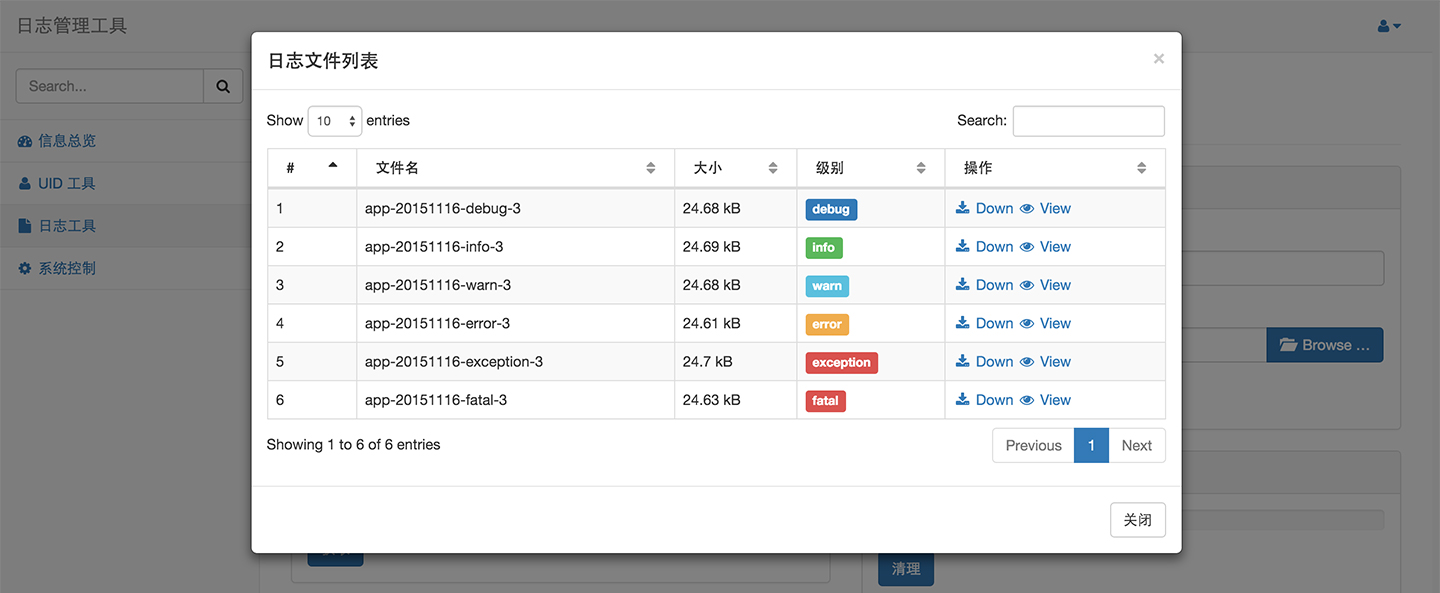 日志管理工具
Search...
信息总览
UID 工具
日志工具
系统控制
日志文件列表 ×
Show 10 entries Search:
# 文件名 大小 级别 操作
1 app-20151116-debug-3 24.68 kB debug Down View
2 app-20151116-info-3 24.69 kB info Down View
3 app-20151116-warn-3 24.68 kB warn Down View
4 app-20151116-error-3 24.61 kB error Down View
5 app-20151116-exception-3 24.7 kB exception Down View
6 app-20151116-fatal-3 24.63 kB fatal Down View
Showing 1 to 6 of 6 entries Previous 1 Next
关闭
Browse ...
清理